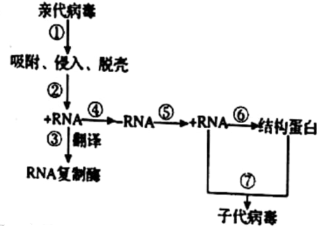 亲代病毒
①
吸附、侵入、脱壳
②
+RNA ④ -RNA ⑤ +RNA ⑥ 结构蛋白
③ 翻译
RNA复制酶
⑦
子代病毒